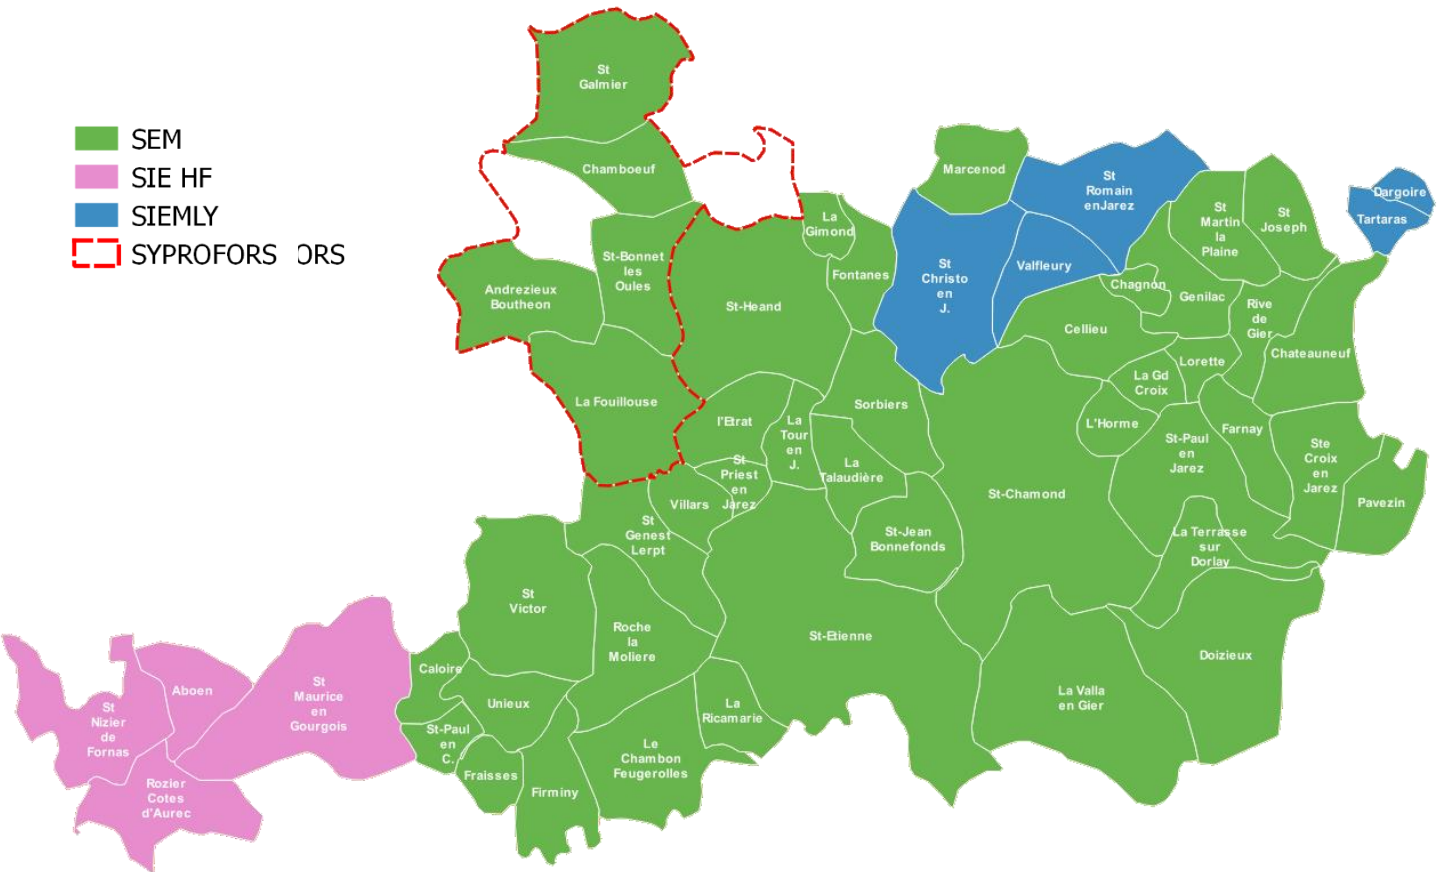 SEM
SIE HF
SIEMLY
SYPROFORS ORS
St
Galmier
Chamboeuf
Marcenod
St
Romain
enJarez
Dargoire
Tartaras
La
Gimond
St
Martin
la
Plaine
St
Joseph
St-Bonnet
les
Oules
Fontanes
St
Christo
en
J.
Valfleury
Andrezieux
Boutheon
St-Heand
Chagnon
Genilac
Rive
de
Gier
Cellieu
Chateauneuf
Lorette
La Gd
Croix
La Fouillouse
Sorbiers
l'Etrat
La
Tour
en
J.
L'Horme
Farnay
St-Paul
en
Jarez
Ste
Croix
en
Jarez
St
Priest
en
Jarez
La
Talaudière
St-Chamond
Pavezin
Villars
St
Genest
Lerpt
St-Jean
Bonnefonds
La Terrasse
sur
Dorlay
St
Victor
Roche
la
Moliere
St-Etienne
Doizieux
Caloire
Aboen
St
Maurice
en
Gourgois
Unieux
La
Ricamarie
La Valla
en Gier
St
Nizier
de
Fornas
St-Paul
en
C.
Le
Chambon
Feugerolles
Fraisses
Firminy
Rozier
Cotes
d'Aurec